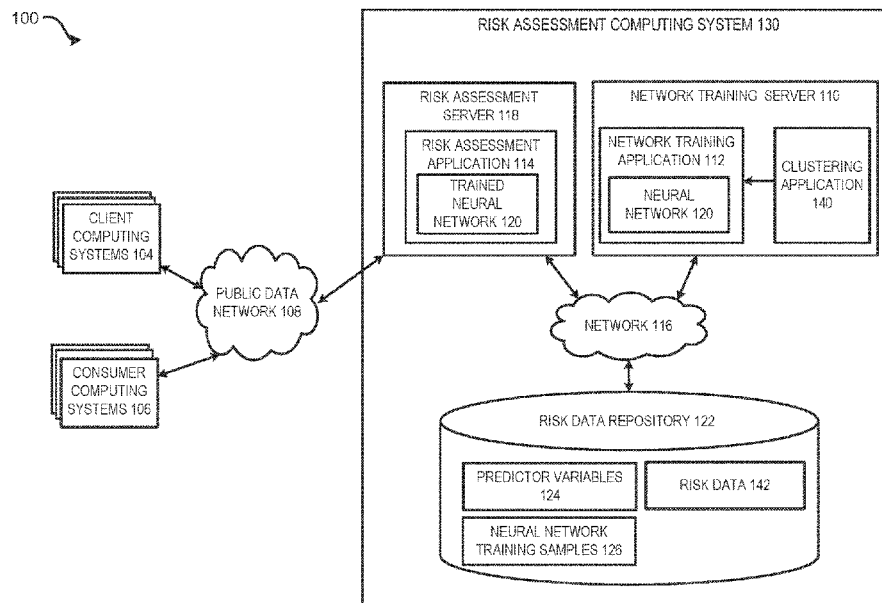 100
RISK ASSESSMENT COMPUTING SYSTEM 130
RISK ASSESSMENT
SERVER 118
RISK ASSESSMENT
APPLICATION 114
TRAINED
NEURAL
NETWORK 120
NETWORK TRAINING SERVER 110
NETWORK TRAINING
APPLICATION 112
NEURAL
NETWORK 120
CLUSTERING
APPLICATION
140
CLIENT
COMPUTING
SYSTEMS 104
PUBLIC DATA
NETWORK 108
CONSUMER
COMPUTING
SYSTEMS 106
NETWORK 116
RISK DATA REPOSITORY 122
PREDICTOR VARIABLES
124
RISK DATA 142
NEURAL NETWORK
TRAINING SAMPLES 126